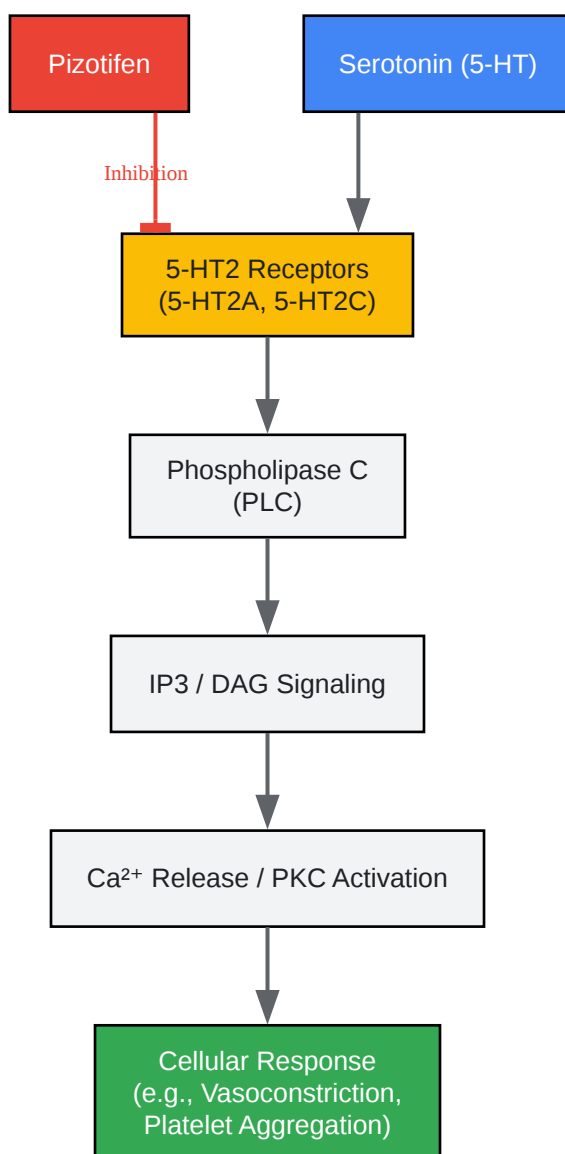 Pizotifen
Serotonin (5-HT)
Inhibition
5-HT2 Receptors
(5-HT2A, 5-HT2C)
Phospholipase C
(PLC)
IP3 / DAG Signaling
Ca²⁺ Release / PKC Activation
Cellular Response
(e.g., Vasoconstriction,
Platelet Aggregation)